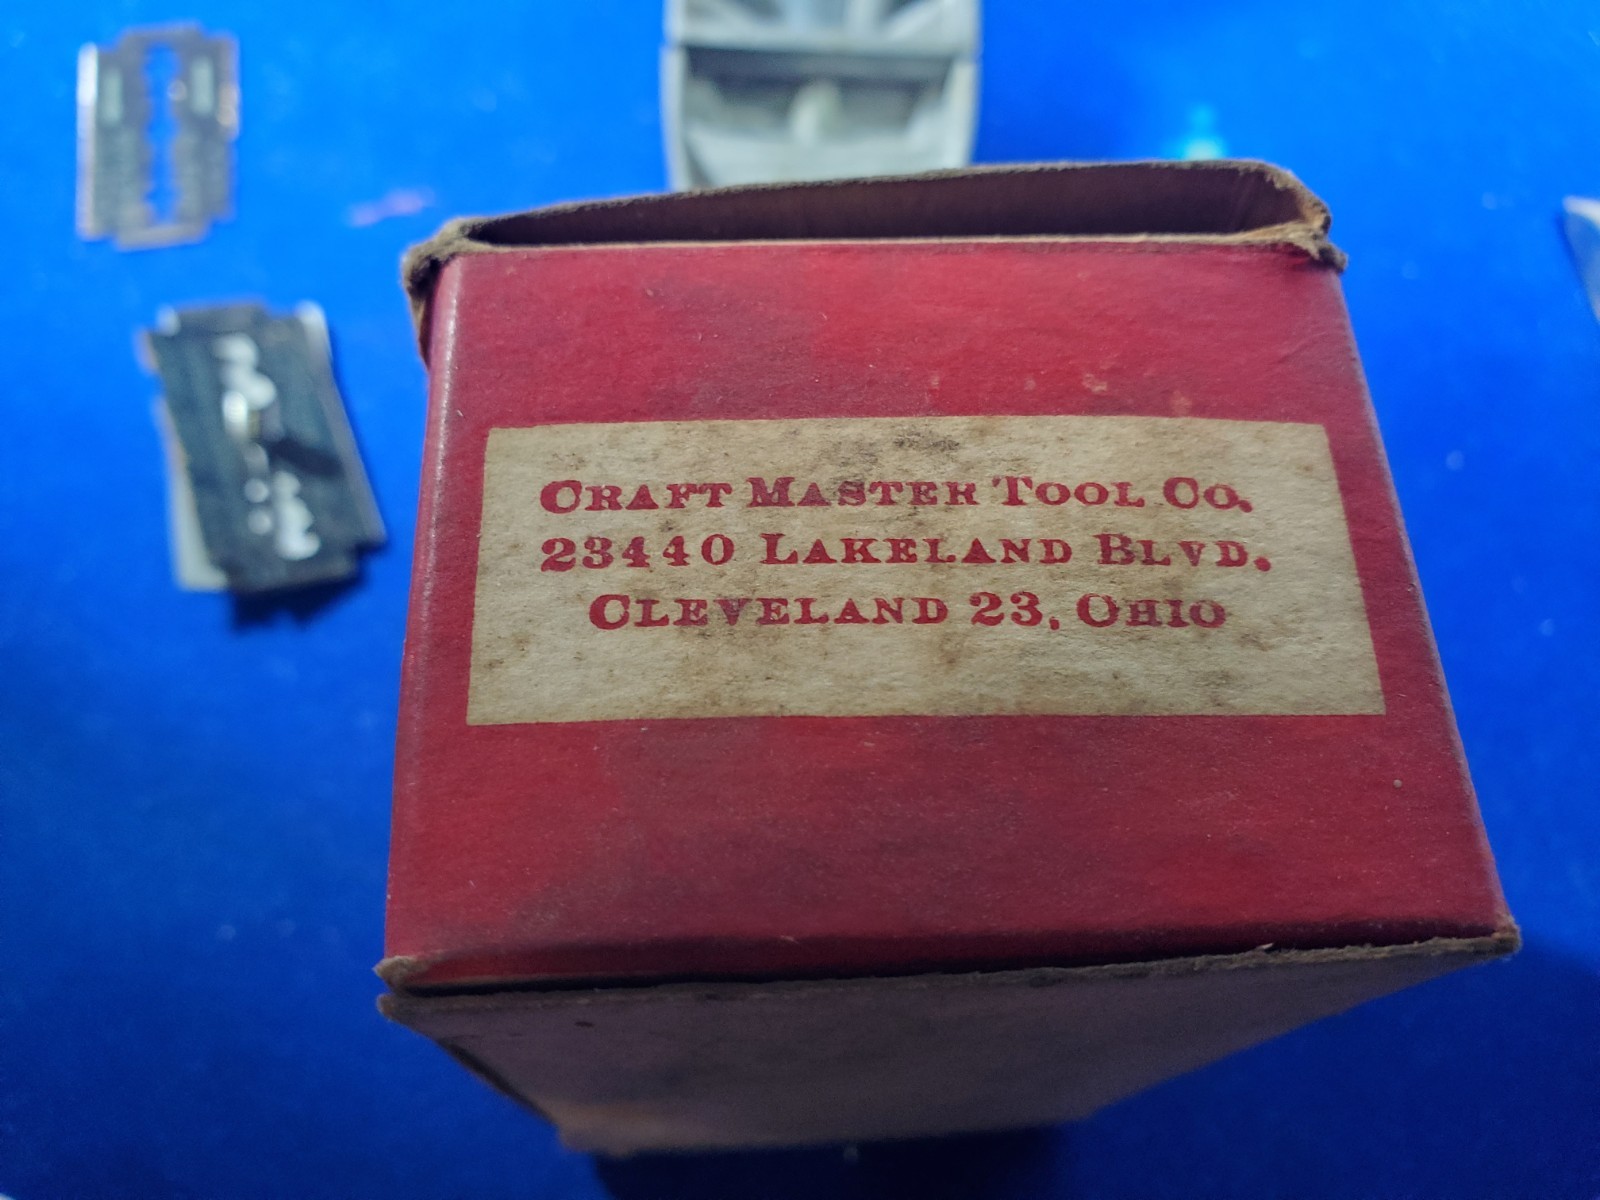 CRAFT MASTER TOOL CO.
23440 LAKELAND BLVD.
CLEVELAND 23, OHIO